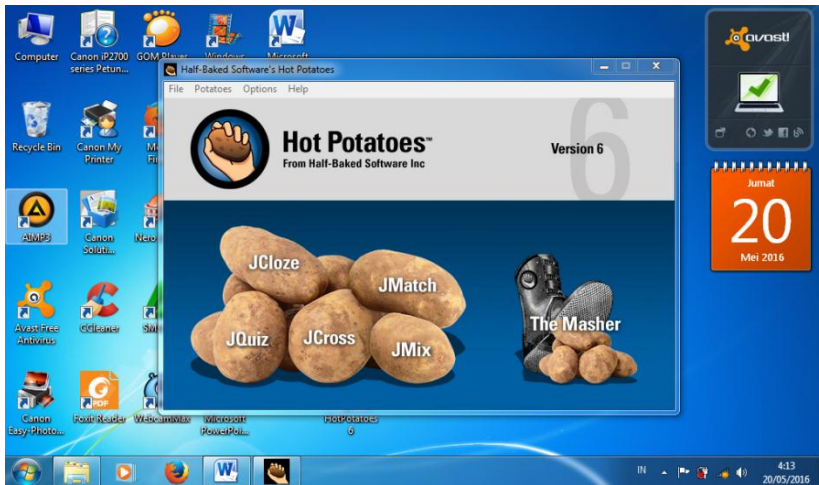 Computer
Canon iP2700
series Petun...
GOM Player
Windows
Microsoft
avast!
Half-Baked Software's Hot Potatoes
File Potatoes Options Help
Hot Potatoes™
From Half-Baked Software Inc
Version 6
6
Recycle Bin
Canon My
Printer
Jumat
20
Mei 2016
AIMP3
Canon
Soluti...
Nero
JCloze
JMatch
JQuiz
JCross
JMix
The Masher
Avast Free
Antivirus
CCleaner
Canon
Easy-Photo...
PDF
Foxit Reader
WebcamMax
Microsoft
PowerPoi...
HotPotatoes
6
IN
4:13
20/05/2016